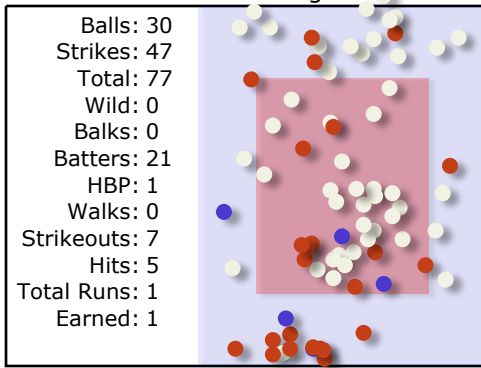 Balls: 30
Strikes: 47
Total: 77
Wild: 0
Balks: 0
Batters: 21
HBP: 1
Walks: 0
Strikeouts: 7
Hits: 5
Total Runs: 1
Earned: 1